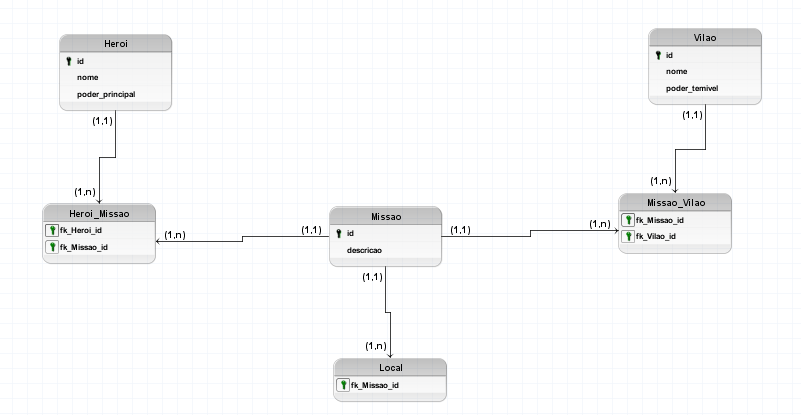 Heroi
id
nome
poder_principal
(1,1)
(1,n)
Heroi_Missao
fk_Heroi_id
fk_Missao_id
(1,n)
(1,1)
Missao
id
descricao
(1,1)
(1,n)
Local
fk_Missao_id
(1,1)
(1,n)
Vilao
id
nome
poder_temivel
(1,1)
(1,n)
Missao_Vilao
fk_Missao_id
fk_Vilao_id